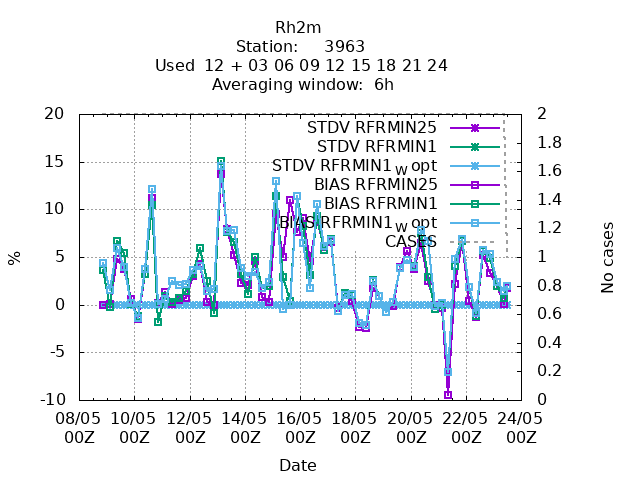 Rh2m
Station: 3963
Used 12 + 03 06 09 12 15 18 21 24
Averaging window: 6h
20 2
STDV RFRMIN25
STDV RFRMIN1
STDV RFRMIN1_w opt
BIAS RFRMIN25
BIAS RFRMIN1
BIAS RFRMIN1_w opt
CASES
15
10
5
0
-5
-10
1.8
1.6
1.4
1.2
1
0.8
0.6
0.4
0.2
0
%
No cases
08/05 10/05 12/05 14/05 16/05 18/05 20/05 22/05 24/05
00Z 00Z 00Z 00Z 00Z 00Z 00Z 00Z 00Z
Date